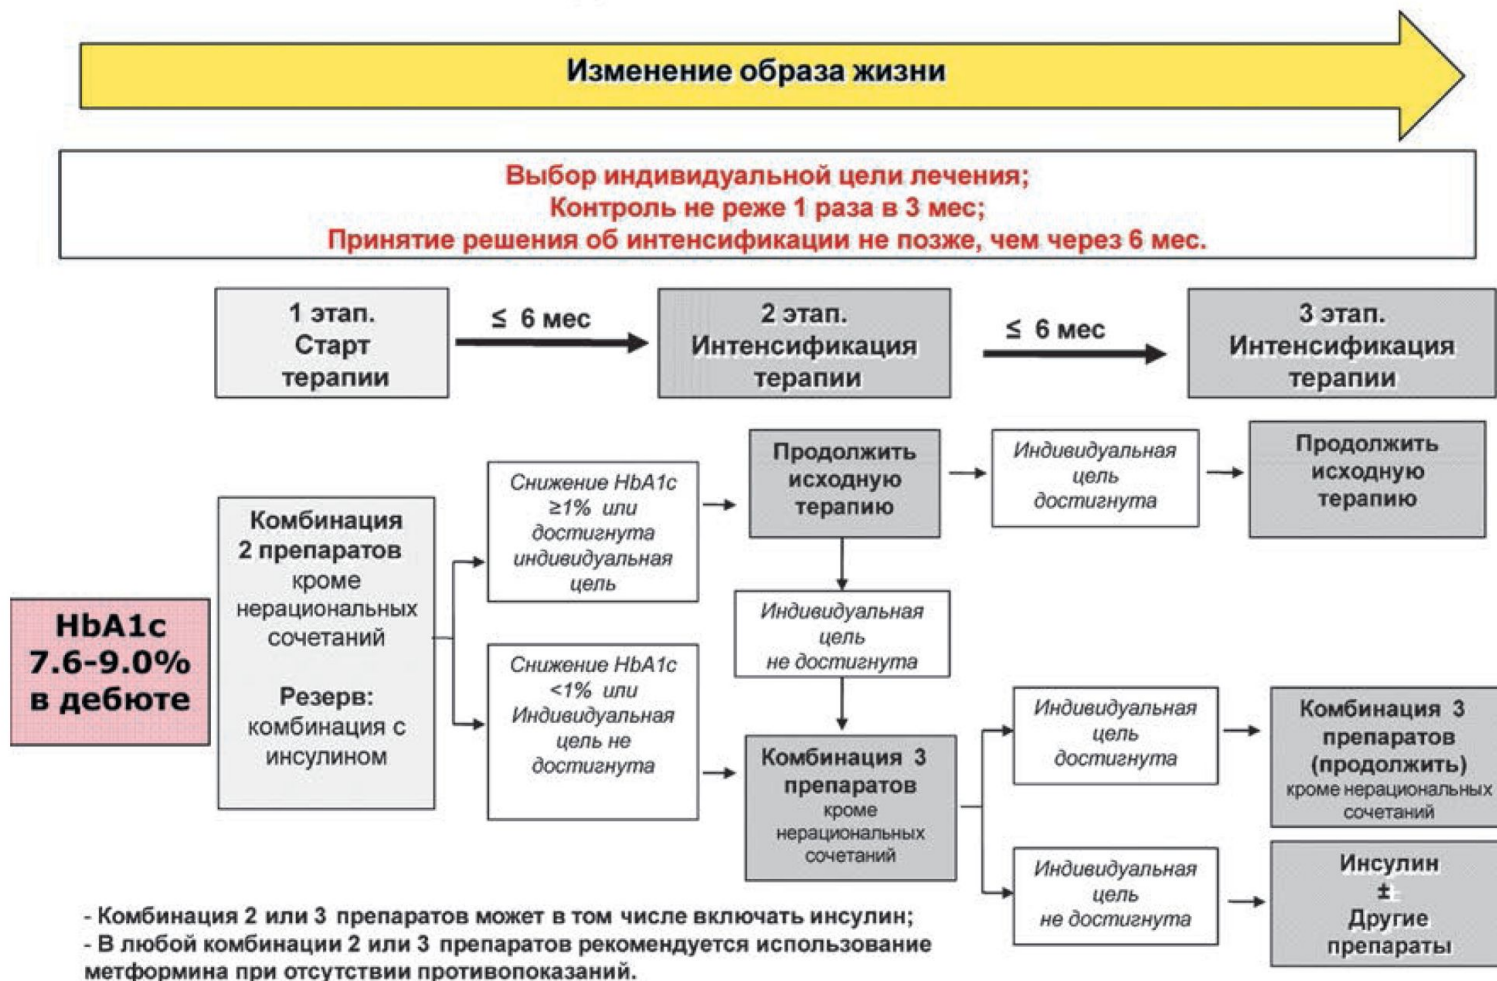 Изменение образа жизни
Выбор индивидуальной цели лечения;
Контроль не реже 1 раза в 3 мес;
Принятие решения об интенсификации не позже, чем через 6 мес.
1 этап.
Старт
терапии
≤ 6 мес
2 этап.
Интенсификация
терапии
≤ 6 мес
3 этап.
Интенсификация
терапии
HbA1c
7.6-9.0%
в дебюте
Комбинация
2 препаратов
кроме
нерациональных
сочетаний
Резерв:
комбинация с
инсулином
Снижение HbA1c
≥1% или
достигнута
индивидуальная
цель
Снижение HbA1c
<1% или
Индивидуальная
цель не
достигнута
Продолжить
исходную
терапию
Индивидуальная
цель
не достигнута
Комбинация 3
препаратов
кроме
нерациональных
сочетаний
Индивидуальная
цель
достигнута
Продолжить
исходную
терапию
Индивидуальная
цель
достигнута
Комбинация 3
препаратов
(продолжить)
кроме нерациональных
сочетаний
Индивидуальная
цель
не достигнута
Инсулин
±
Другие
препараты
- Комбинация 2 или 3 препаратов может в том числе включать инсулин;
- В любой комбинации 2 или 3 препаратов рекомендуется использование
метформина при отсутствии противопоказаний.